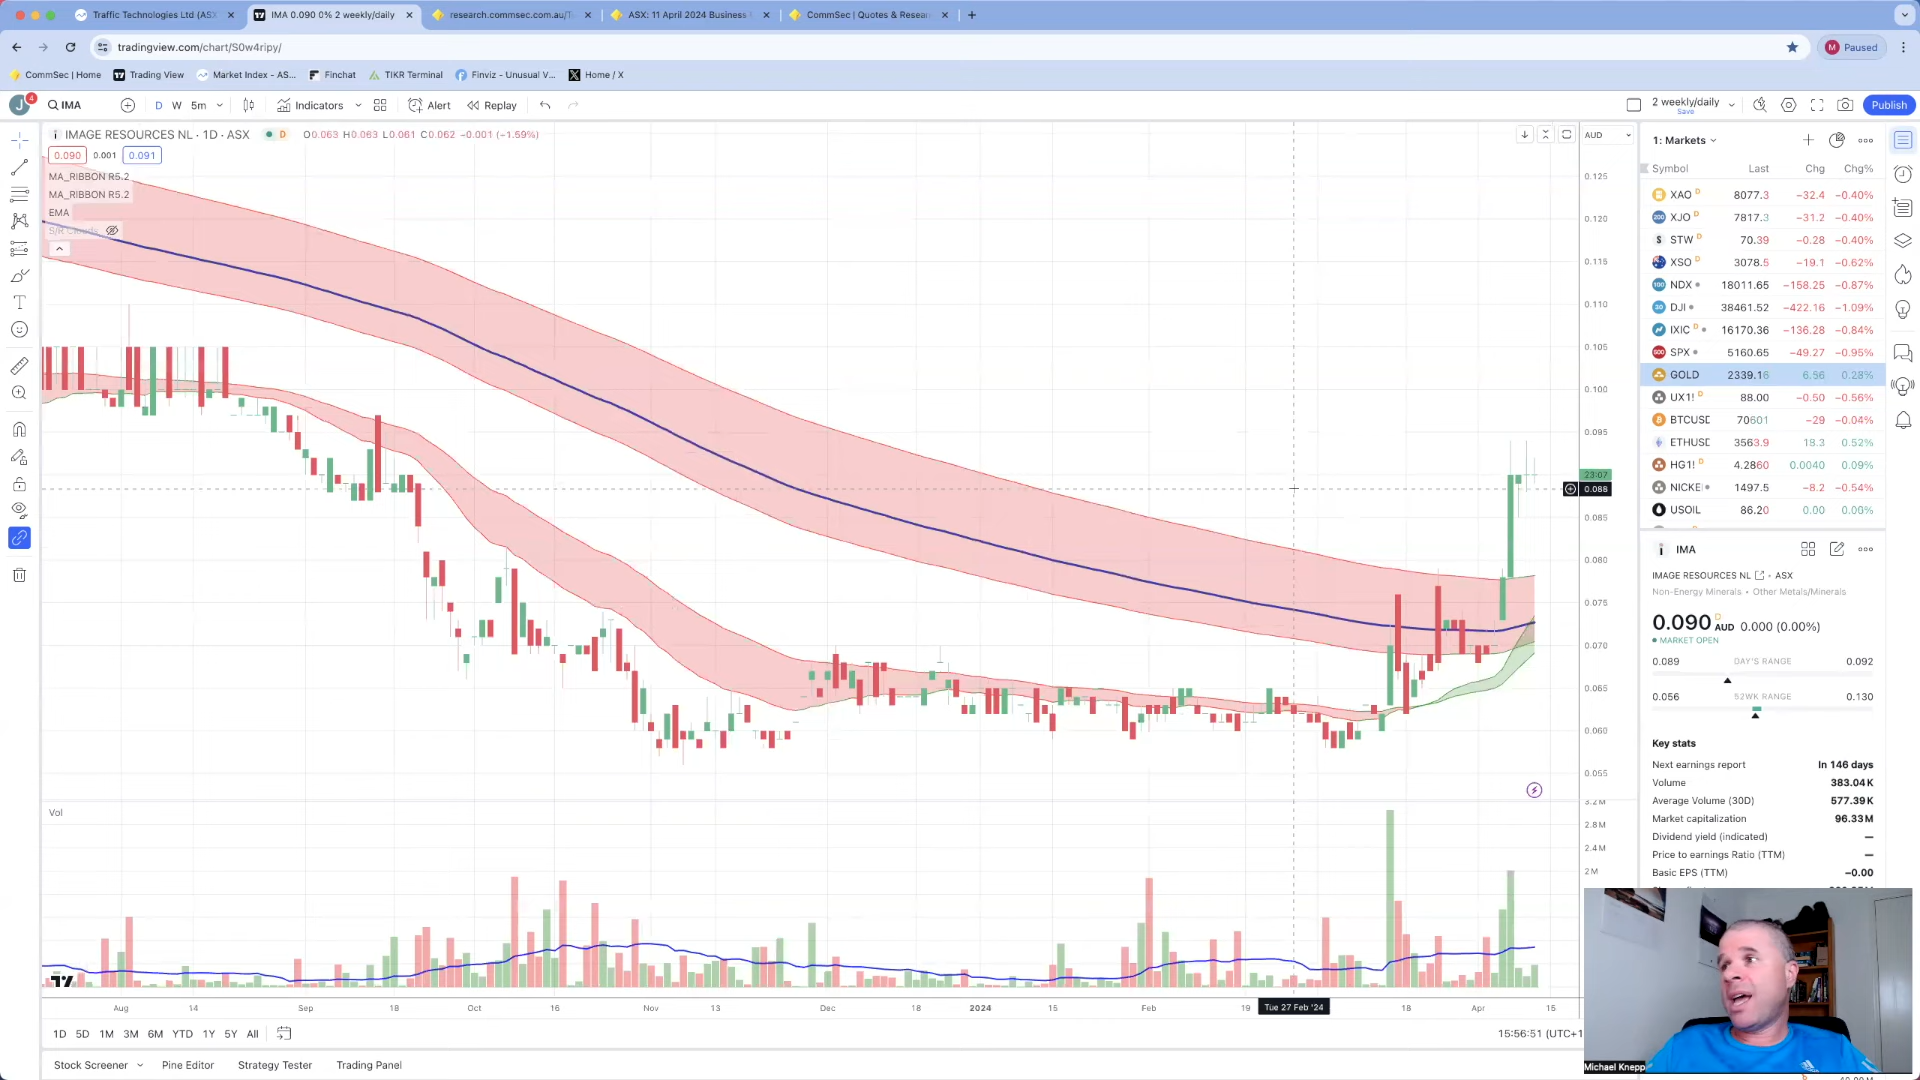 Traffic Technologies Ltd (ASX
IMA 0.090 0% 2 weekly/daily
research.commsec.com.au/T
ASX: 11 April 2024 Business
CommSec | Quotes & Resea
tradingview.com/chart/S0w4ripy/
M Paused
CommSec | Home
Trading View
Market Index - AS...
Finchat
TIKR Terminal
Finviz - Unusual V...
Home / X
J 4
IMA
D W 5m
Indicators
Alert
Replay
2 weekly/daily
Save
Publish
IMAGE RESOURCES NL · 1D · ASX
D
O0.063 H0.063 L0.061 C0.062 −0.001 (−1.59%)
0.090 0.001 0.091
MA_RIBBON R5.2
MA_RIBBON R5.2
EMA
S/R Clouds
AUD
0.125
0.120
0.115
0.110
0.105
0.100
0.095
23:07
0.088
0.085
0.080
0.075
0.070
0.065
0.060
0.055
3.2M
2.8 M
2.4 M
2 M
Vol
Aug 14 Sep 18 Oct 16 Nov 13 Dec 18 2024 15 Feb 19 Tue 27 Feb '24 18 Apr 15
1D 5D 1M 3M 6M YTD 1Y 5Y All
15:56:51 (UTC+1
Stock Screener
Pine Editor
Strategy Tester
Trading Panel
1: Markets
Symbol Last Chg Chg%
XAO D 8077.3 −32.4 −0.40%
XJO D 7817.3 −31.2 −0.40%
STW D 70.39 −0.28 −0.40%
XSO D 3078.5 −19.1 −0.62%
NDX 18011.65 −158.25 −0.87%
DJI 38461.52 −422.16 −1.09%
IXIC D 16170.36 −136.28 −0.84%
SPX 5160.65 −49.27 −0.95%
GOLD 2339.16 6.56 0.28%
UX1! D 88.00 −0.50 −0.56%
BTCUSD 70601 −29 −0.04%
ETHUSD 3563.9 18.3 0.52%
HG1! D 4.2860 0.0040 0.09%
NICKE 1497.5 −8.2 −0.54%
USOIL 86.20 0.00 0.00%
IMA
IMAGE RESOURCES NL · ASX
Non-Energy Minerals • Other Metals/Minerals
0.090 D AUD 0.000 (0.00%)
MARKET OPEN
0.089 DAY'S RANGE 0.092
0.056 52WK RANGE 0.130
Key stats
Next earnings report In 146 days
Volume 383.04 K
Average Volume (30D) 577.39 K
Market capitalization 96.33 M
Dividend yield (indicated) —
Price to earnings Ratio (TTM) —
Basic EPS (TTM) −0.00
Michael Knepp